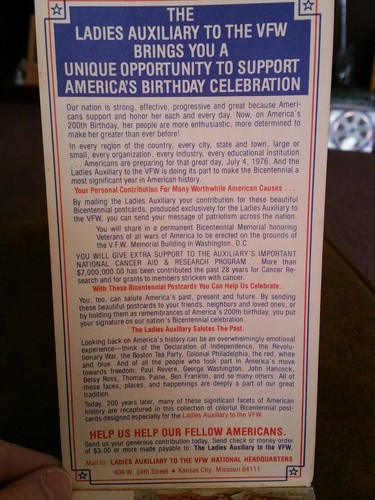 THE
LADIES AUXILIARY TO THE VFW
BRINGS YOU A
UNIQUE OPPORTUNITY TO SUPPORT
AMERICA'S BIRTHDAY CELEBRATION
Our nation is strong, effective, progressive and great because Ameri-
cans support and honor her each and every day. Now, on America's
200th Birthday, her people are more enthusiastic, more determined to
make her greater than ever before!
In every region of the country, every city, state and town, large or
small, every organization, every industry, every educational institution
. . . Americans are preparing for that great day, July 4, 1976. And the
Ladies Auxiliary to the VFW is doing its part to make the Bicentennial a
most significant year in American history.
Your Personal Contribution For Many Worthwhile American Causes . . .
By mailing the Ladies Auxiliary your contribution for these beautiful
Bicentennial postcards, produced exclusively for the Ladies Auxiliary to
the VFW, you can send your message of patriotism across the nation.
You will share in a permanent Bicentennial Memorial honoring
Veterans of all wars of America to be erected on the grounds of
the V.F.W. Memorial Building in Washington, D.C.
YOU WILL GIVE EXTRA SUPPORT TO THE AUXILIARY'S IMPORTANT
NATIONAL CANCER AID & RESEARCH PROGRAM . . . More than
$7,000,000.00 has been contributed the past 28 years for Cancer Re-
search and for grants to members stricken with cancer.
With These Bicentennial Postcards You Can Help Us Celebrate.
You, too, can salute America's past, present and future. By sending
these beautiful postcards to your friends, neighbors and loved ones, or
by holding them as remembrances of America's 200th birthday, you put
your signature on our nation's Bicentennial celebration.
The Ladies Auxiliary Salutes The Past.
Looking back on America's history can be an overwhelmingly emotional
experience—think of the Declaration of Independence, the Revolu-
tionary War, the Boston Tea Party, Colonial Philadelphia, the red, white
and blue. And of all the people who took part in America's move
towards freedom: Paul Revere, George Washington, John Hancock,
Betsy Ross, Thomas Paine, Ben Franklin, and so many others. All of
these faces, places, and happenings are deeply a part of our great
tradition.
Today, 200 years later, many of these significant facets of American
history are recaptured in this collection of colorful Bicentennial post-
cards designed especially for the Ladies Auxiliary to the VFW.
HELP US HELP OUR FELLOW AMERICANS.
Send us your generous contribution today. Send check or money order
of $3.00 or more made payable to: The Ladies Auxiliary to the VFW.
Mail to: LADIES AUXILIARY TO THE VFW NATIONAL HEADQUARTERS
406 W. 34th Street • Kansas City, Missouri 64111